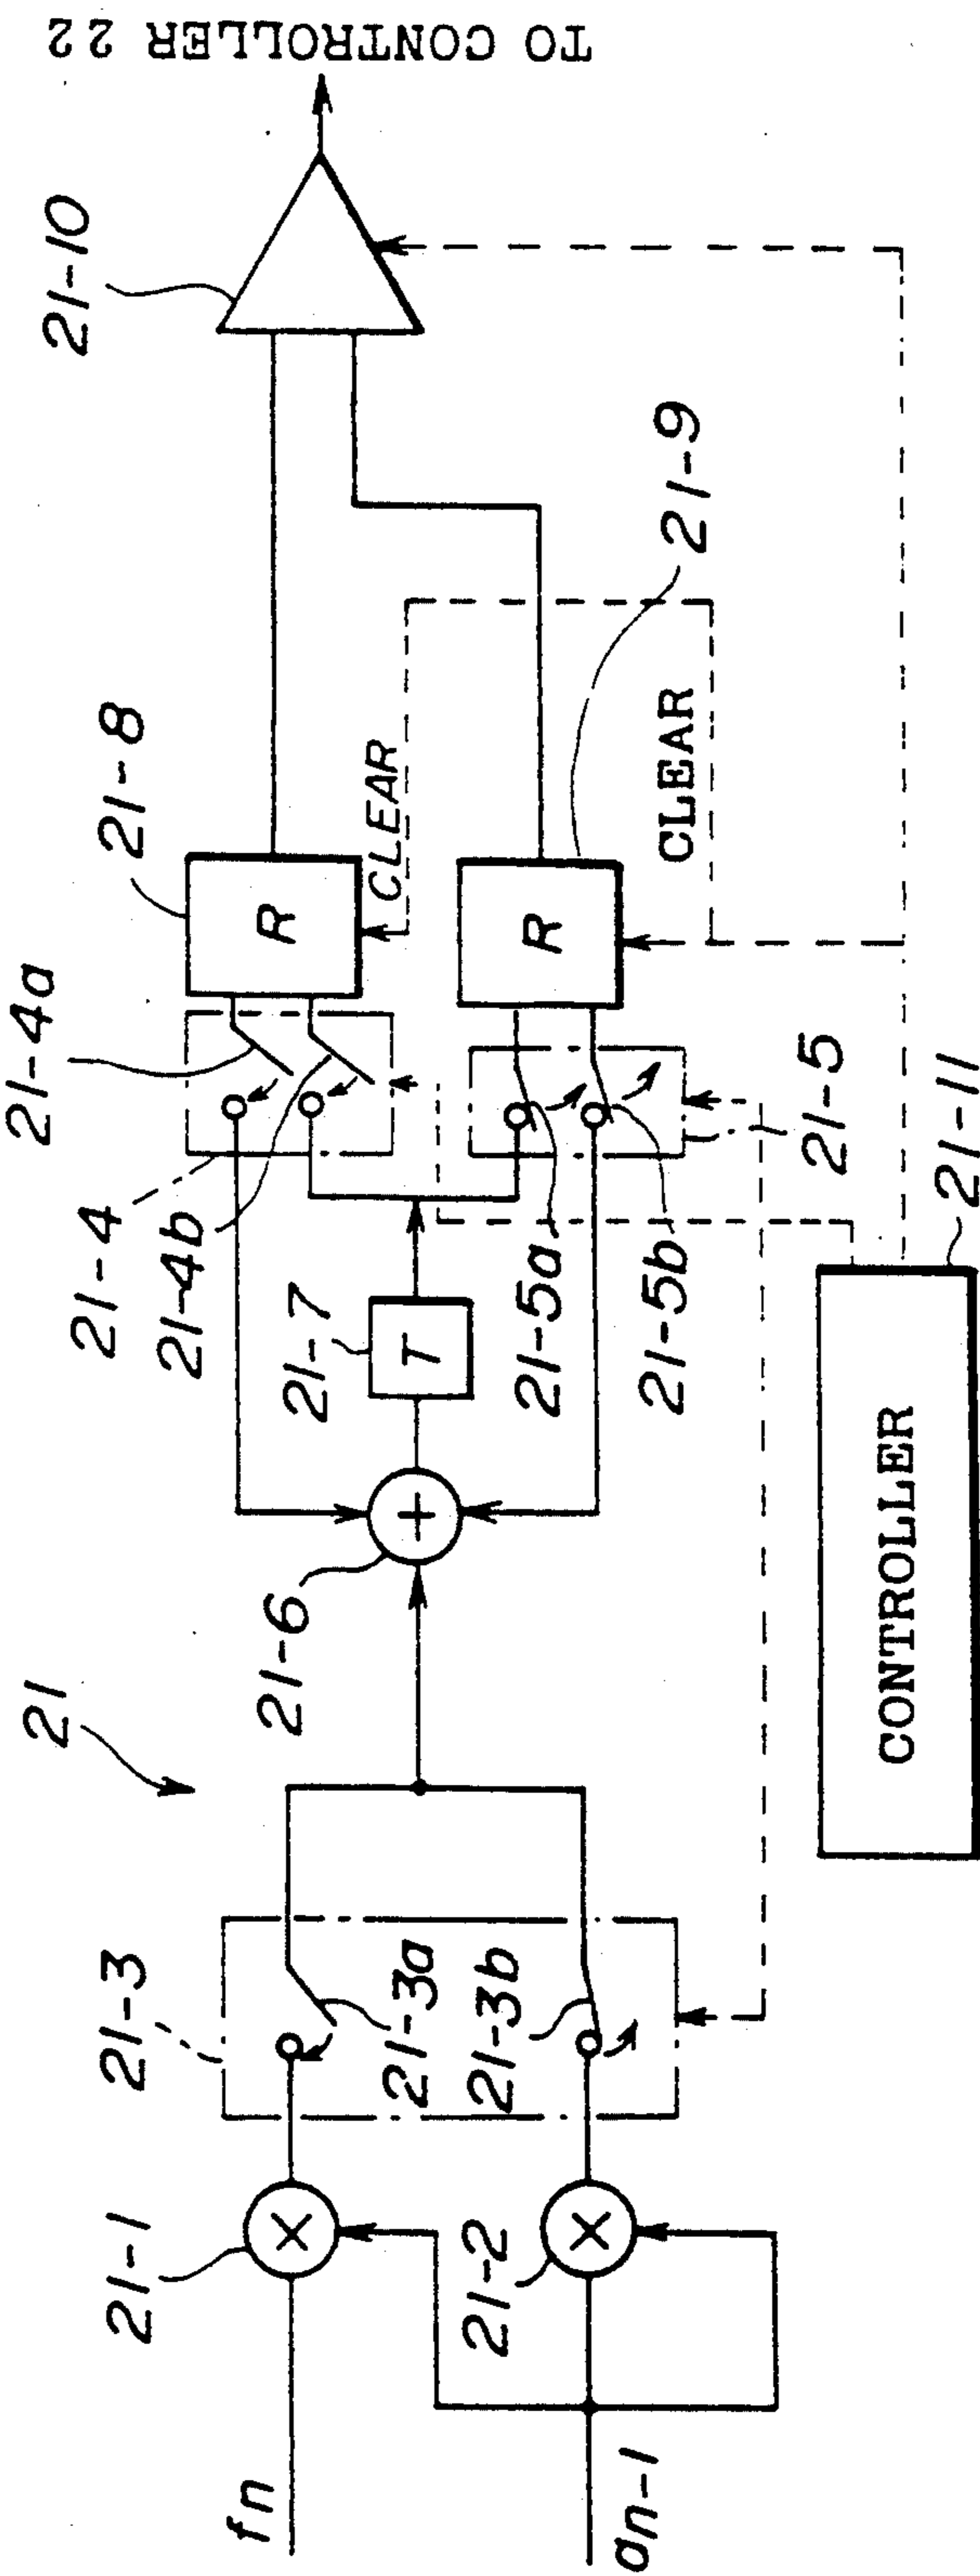 21
fn
an-1
21-1
21-2
21-3
21-3a
21-3b
21-6
21-7
T
21-4
21-4b
21-4a
21-5a
21-5b
21-5
21-8
R
CLEAR
R
21-9
CLEAR
21-10
TO CONTROLLER 22
CONTROLLER
21-11
X
X
+